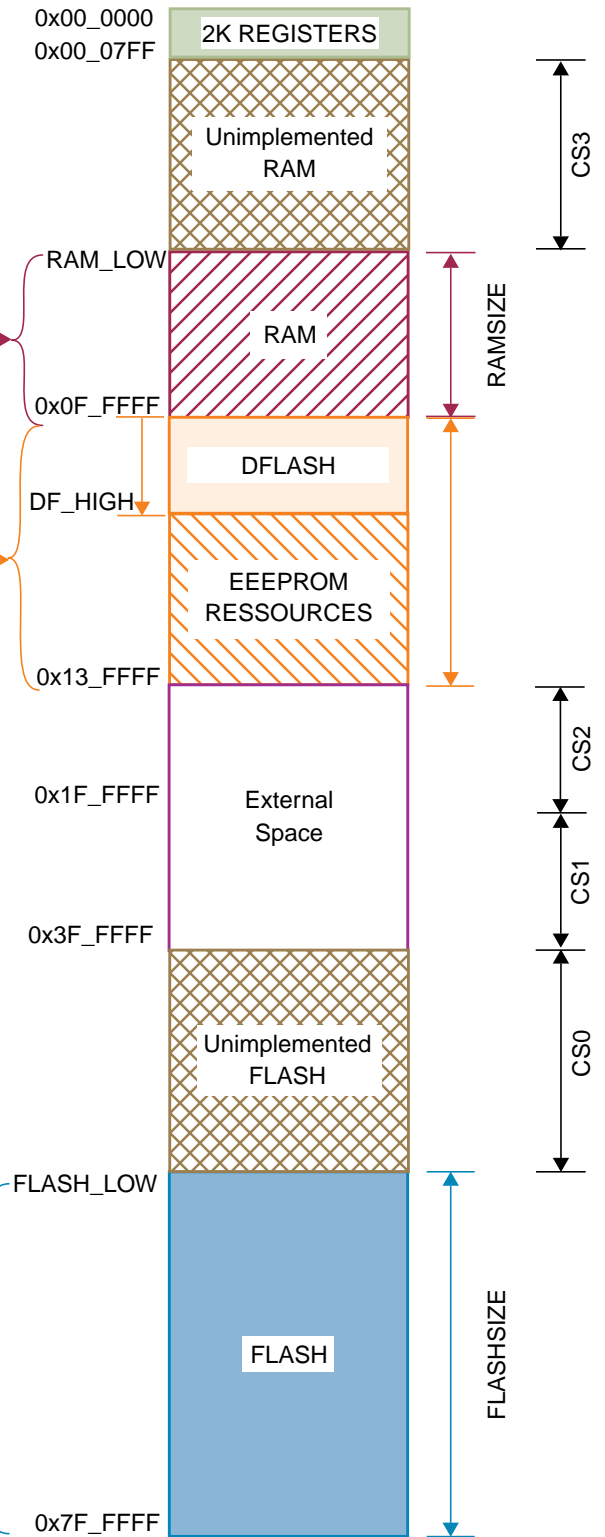 0x00_0000
2K REGISTERS
0x00_07FF
Unimplemented
RAM
CS3
RAM_LOW
RAM
RAMSIZE
0x0F_FFFF
DFLASH
DF_HIGH
EEEPROM
RESSOURCES
0x13_FFFF
CS2
0x1F_FFFF
External
Space
CS1
0x3F_FFFF
Unimplemented
FLASH
CS0
FLASH_LOW
FLASH
FLASHSIZE
0x7F_FFFF